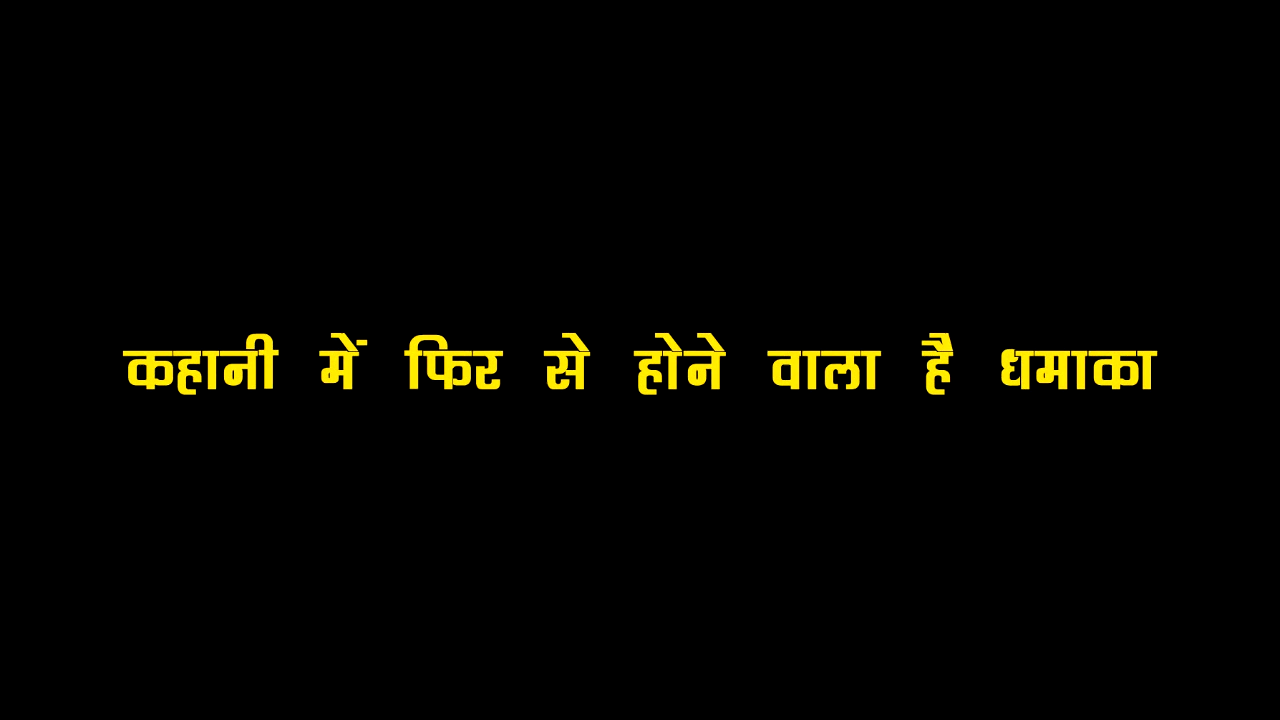 कहानी में फिर से होने वाला है धमाका